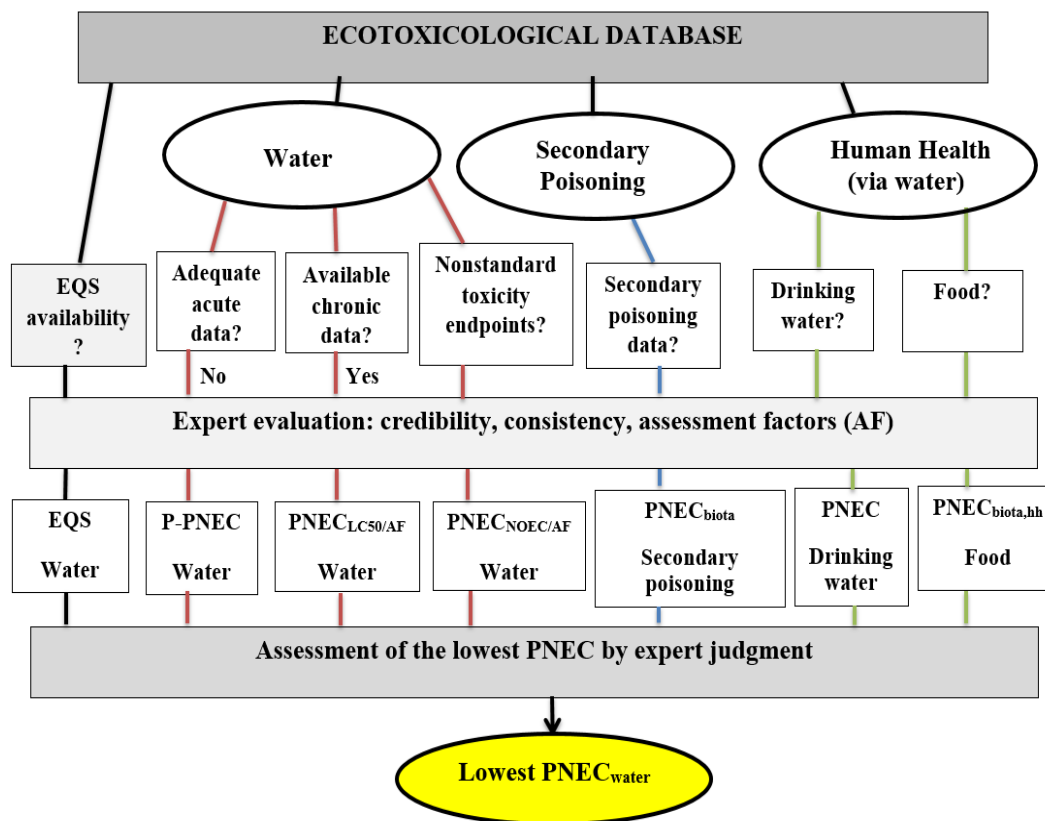 ECOTOXICOLOGICAL DATABASE
Water
Secondary
Poisoning
Human Health
(via water)
EQS
availability
?
Adequate
acute
data?
Available
chronic
data?
Nonstandard
toxicity
endpoints?
Secondary
poisoning
data?
Drinking
water?
Food?
No
Yes
Expert evaluation: credibility, consistency, assessment factors (AF)
EQS
Water
P-PNEC
Water
PNECLC50/AF
Water
PNECNOEC/AF
Water
PNECbiota
Secondary
poisoning
PNEC
Drinking
water
PNECbiota,hh
Food
Assessment of the lowest PNEC by expert judgment
Lowest PNECwater